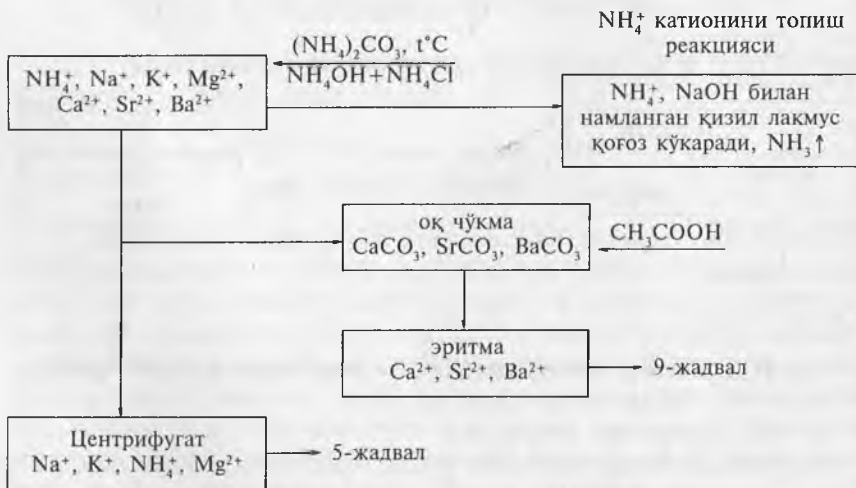 NH₄⁺ катионини топиш
реакцияси
(NH₄)₂CO₃, t°C
NH₄OH+NH₄Cl
NH₄⁺, Na⁺, K⁺, Mg²⁺,
Ca²⁺, Sr²⁺, Ba²⁺
NH₄⁺, NaOH билан
намланган қизил лакмус
қоғоз кўкаради, NH₃↑
оқ чўкма
CaCO₃, SrCO₃, BaCO₃
CH₃COOH
эритма
Ca²⁺, Sr²⁺, Ba²⁺
9-жадвал
Центрифугат
Na⁺, K⁺, NH₄⁺, Mg²⁺
5-жадвал